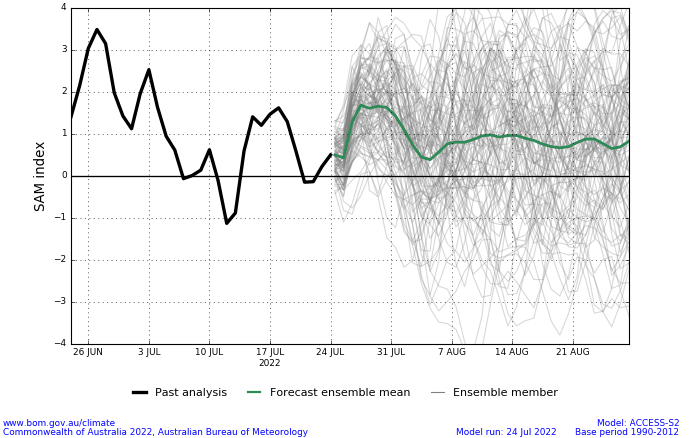 4
3
2
1
0
−1
−2
−3
−4
SAM index
26 JUN 3 JUL 10 JUL 17 JUL 24 JUL 31 JUL 7 AUG 14 AUG 21 AUG
2022
Past analysis Forecast ensemble mean Ensemble member
www.bom.gov.au/climate Model: ACCESS-S2
Commonwealth of Australia 2022, Australian Bureau of Meteorology Model run: 24 Jul 2022 Base period 1990-2012